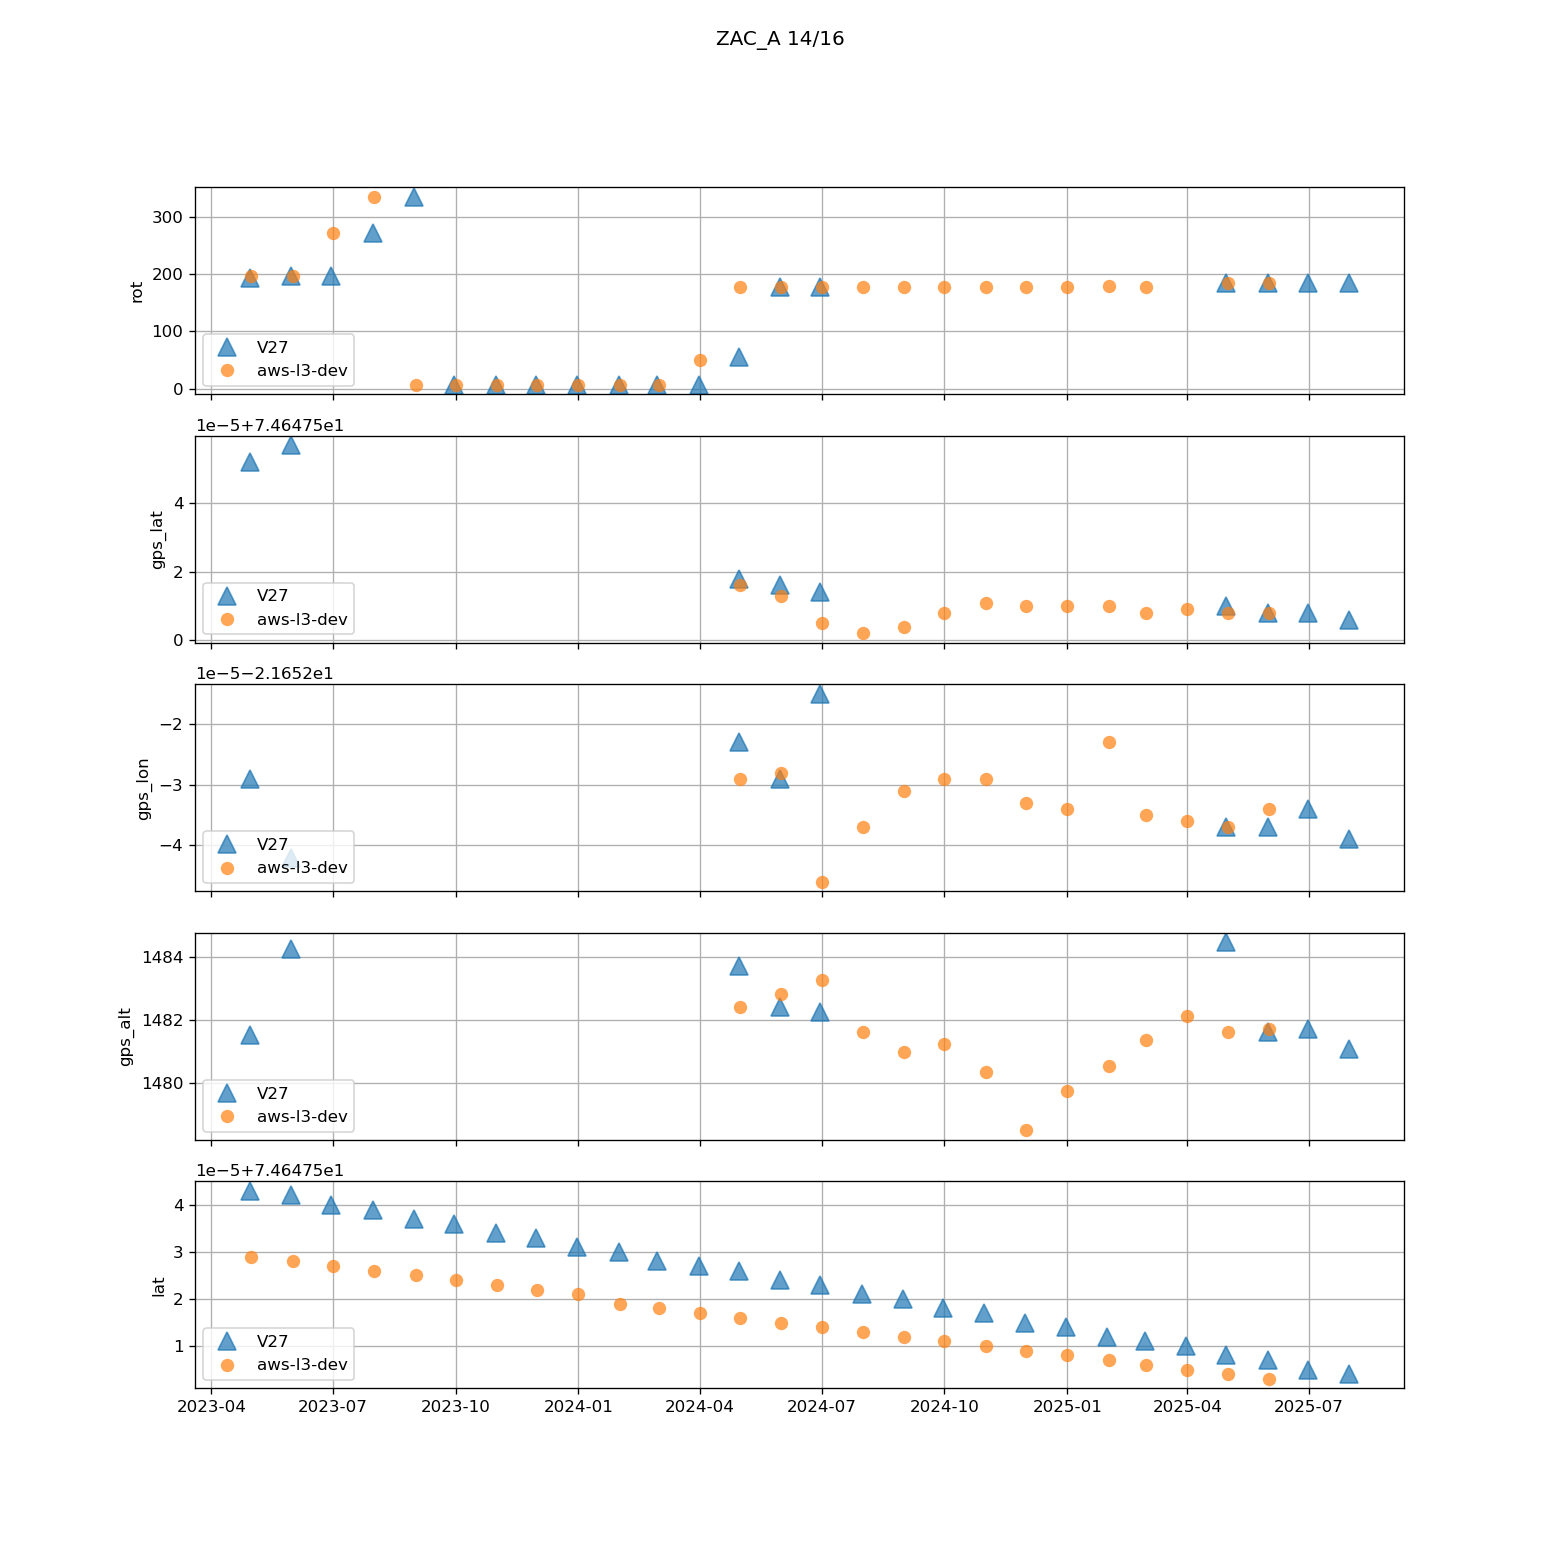 ZAC_A 14/16
300
200
100
0
rot
V27
aws-l3-dev
1e−5+7.46475e1
4
2
0
gps_lat
V27
aws-l3-dev
1e−5−2.1652e1
−2
−3
−4
gps_lon
V27
aws-l3-dev
1484
1482
1480
gps_alt
V27
aws-l3-dev
1e−5+7.46475e1
4
3
2
1
lat
V27
aws-l3-dev
2023-04 2023-07 2023-10 2024-01 2024-04 2024-07 2024-10 2025-01 2025-04 2025-07